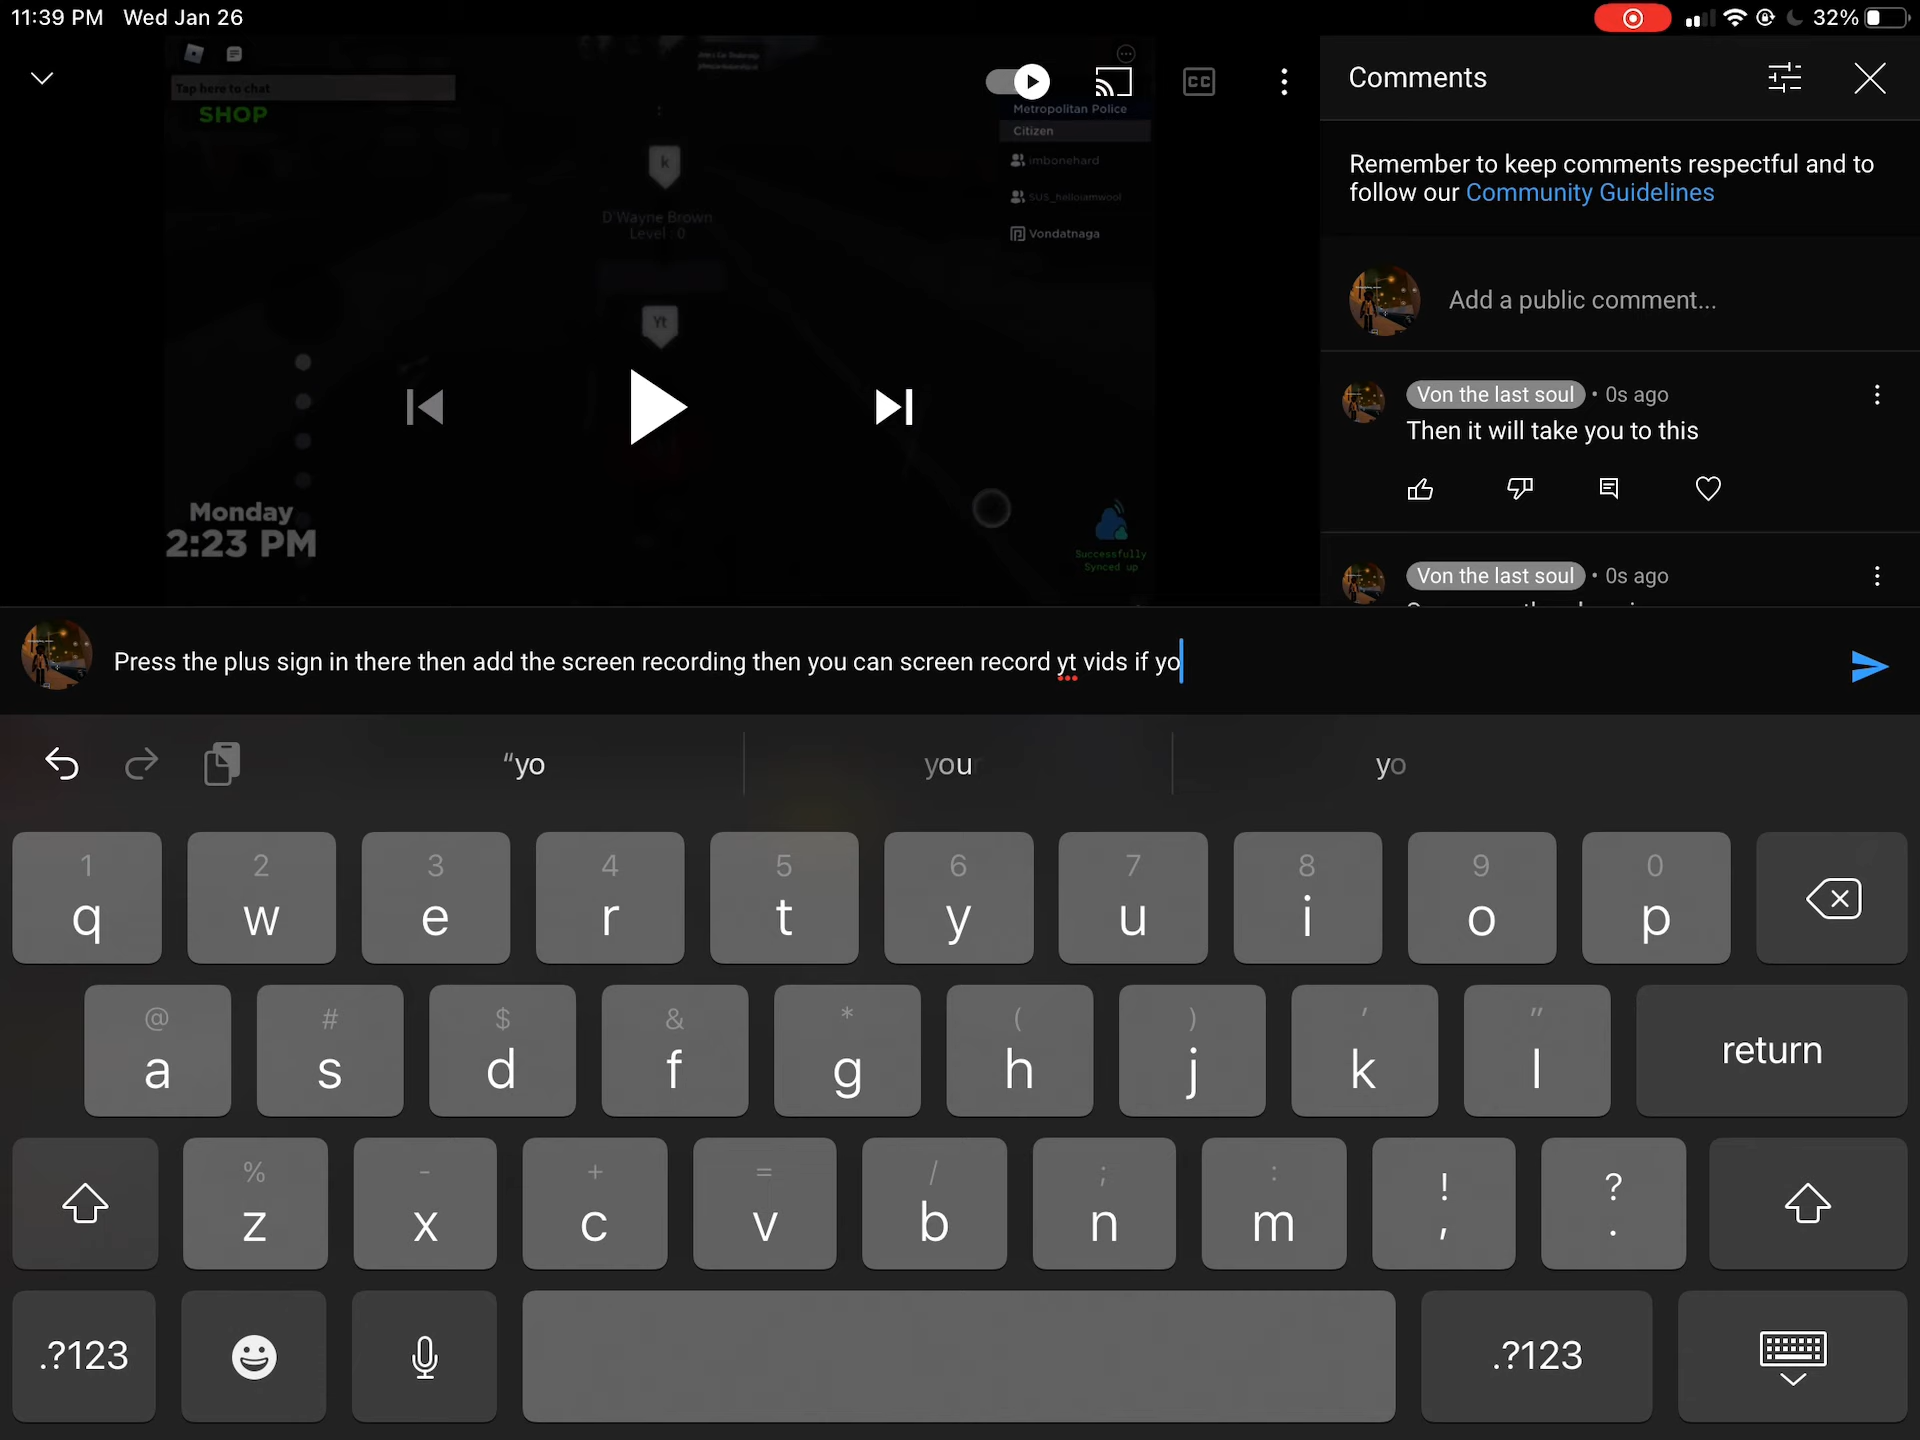 11:39 PM Wed Jan 26
32%
Tap here to chat
SHOP
CC
Metropolitan Police
Citizen
imbonehard
SUS_helloiamwool
Vondatnaga
k
D'Wayne Brown
Level : 0
Yt
Monday
2:23 PM
Successfully
Synced up
Comments
Remember to keep comments respectful and to
follow our Community Guidelines
Add a public comment...
Von the last soul • 0s ago
Then it will take you to this
Von the last soul • 0s ago
Press the plus sign in there then add the screen recording then you can screen record yt vids if yo
“yo you yo
1 2 3 4 5 6 7 8 9 0
q w e r t y u i o p
@ # $ & * ( ) ' "
a s d f g h j k l return
% - + = / ; : ! ?
z x c v b n m , .
.?123 .?123